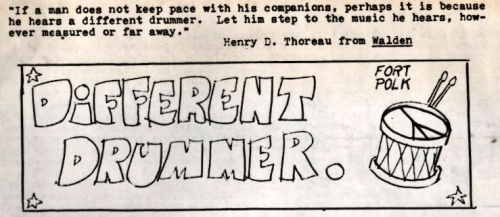 "If a man does not keep pace with his companions, perhaps it is because
he hears a different drummer.  Let him step to the music he hears, how-
ever measured or far away."
Henry D. Thoreau from Walden
FORT
POLK
DiFFERENT
DRUMMER.